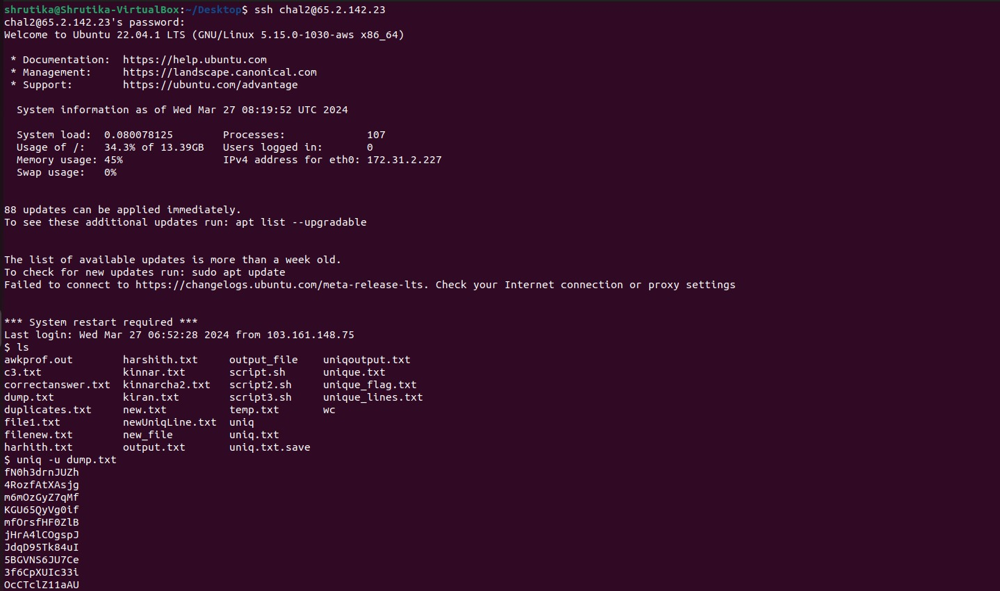 shrutika@Shrutika-VirtualBox:~/Desktop$ ssh chal2@65.2.142.23
chal2@65.2.142.23's password:
Welcome to Ubuntu 22.04.1 LTS (GNU/Linux 5.15.0-1030-aws x86_64)

 * Documentation:  https://help.ubuntu.com
 * Management:     https://landscape.canonical.com
 * Support:        https://ubuntu.com/advantage

  System information as of Wed Mar 27 08:19:52 UTC 2024

  System load:  0.080078125        Processes:             107
  Usage of /:   34.3% of 13.39GB   Users logged in:       0
  Memory usage: 45%                IPv4 address for eth0: 172.31.2.227
  Swap usage:   0%

88 updates can be applied immediately.
To see these additional updates run: apt list --upgradable

The list of available updates is more than a week old.
To check for new updates run: sudo apt update
Failed to connect to https://changelogs.ubuntu.com/meta-release-lts. Check your Internet connection or proxy settings

*** System restart required ***
Last login: Wed Mar 27 06:52:28 2024 from 103.161.148.75
$ ls
awkprof.out        harshith.txt     output_file    uniqoutput.txt
c3.txt             kinnar.txt       script.sh      unique.txt
correctanswer.txt  kinnarcha2.txt   script2.sh     unique_flag.txt
dump.txt           kiran.txt        script3.sh     unique_lines.txt
duplicates.txt     new.txt          temp.txt       wc
file1.txt          newUniqLine.txt  uniq
filenew.txt        new_file         uniq.txt
harhith.txt        output.txt       uniq.txt.save
$ uniq -u dump.txt
fN0h3drnJUZh
4RozfAtXAsjg
m6mOzGyZ7qMf
KGU65QyVg0if
mfOrsfHF0ZlB
jHrA4lCOgspJ
JdqD95Tk84uI
5BGVNS6JU7Ce
3f6CpXUIc33i
OcCTclZ11aAU